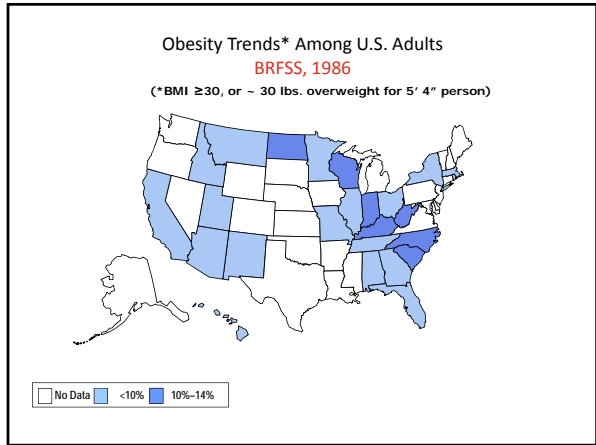 Obesity Trends* Among U.S. Adults
BRFSS, 1986
(*BMI ≥30, or ~ 30 lbs. overweight for 5' 4" person)
No Data <10% 10%–14%